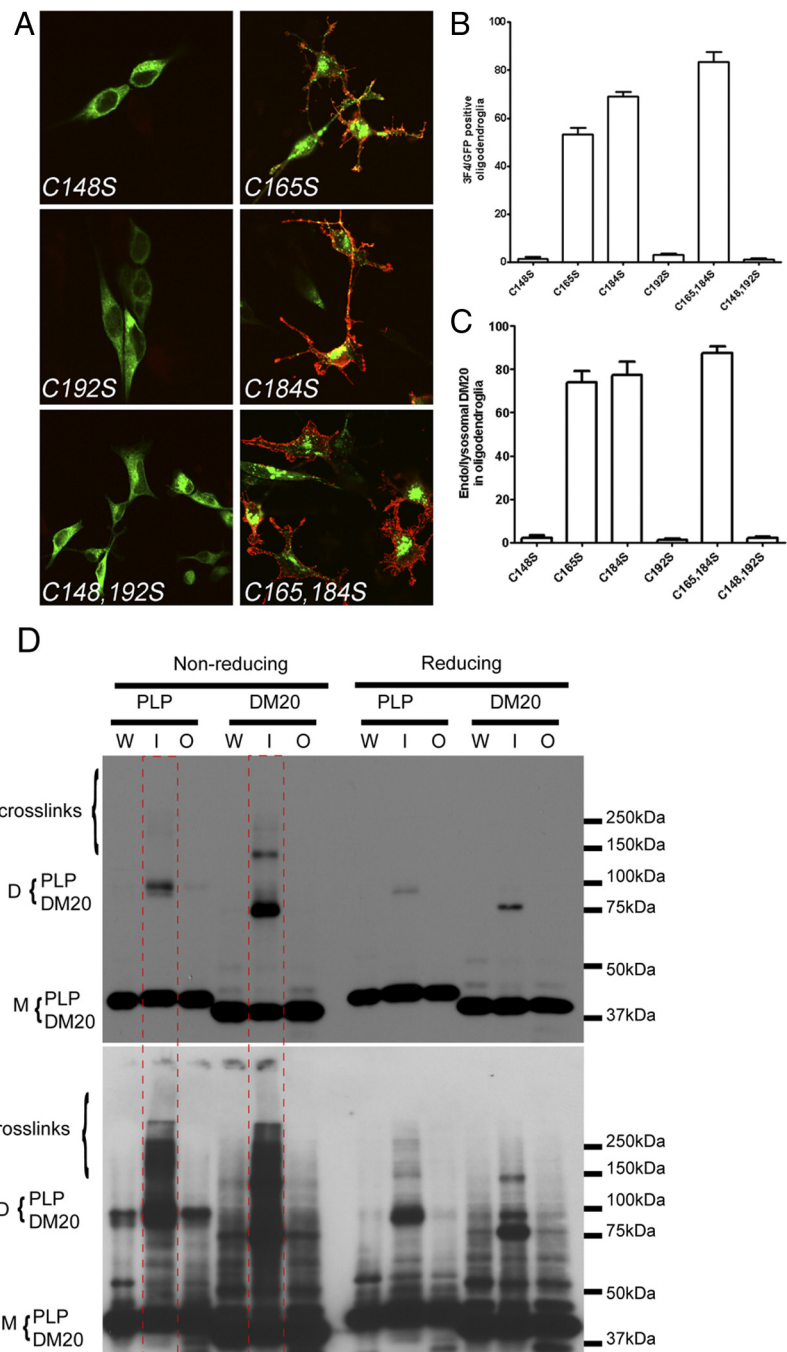 A
C148S
C165S
C192S
C184S
C148,192S
C165,184S
B
3F4/GFP positive
oligodendroglia
100
80
60
40
20
0
C148S
C165S
C184S
C192S
C165,184S
C148,192S
C
Endo/lysosomal DM20
in oligodendroglia
100
80
60
40
20
0
C148S
C165S
C184S
C192S
C165,184S
C148,192S
D
Non-reducing
Reducing
PLP
DM20
PLP
DM20
W I O W I O W I O W I O
crosslinks
D { PLP
DM20
M { PLP
DM20
250kDa
150kDa
100kDa
75kDa
50kDa
37kDa
rosslinks
D { PLP
DM20
M { PLP
DM20
250kDa
150kDa
100kDa
75kDa
50kDa
37kDa